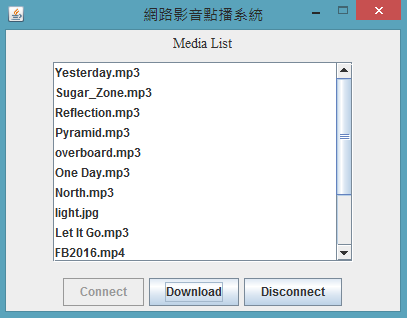 網路影音點播系統
Media List
Yesterday.mp3
Sugar_Zone.mp3
Reflection.mp3
Pyramid.mp3
overboard.mp3
One Day.mp3
North.mp3
light.jpg
Let It Go.mp3
FB2016.mp4
Connect Download Disconnect